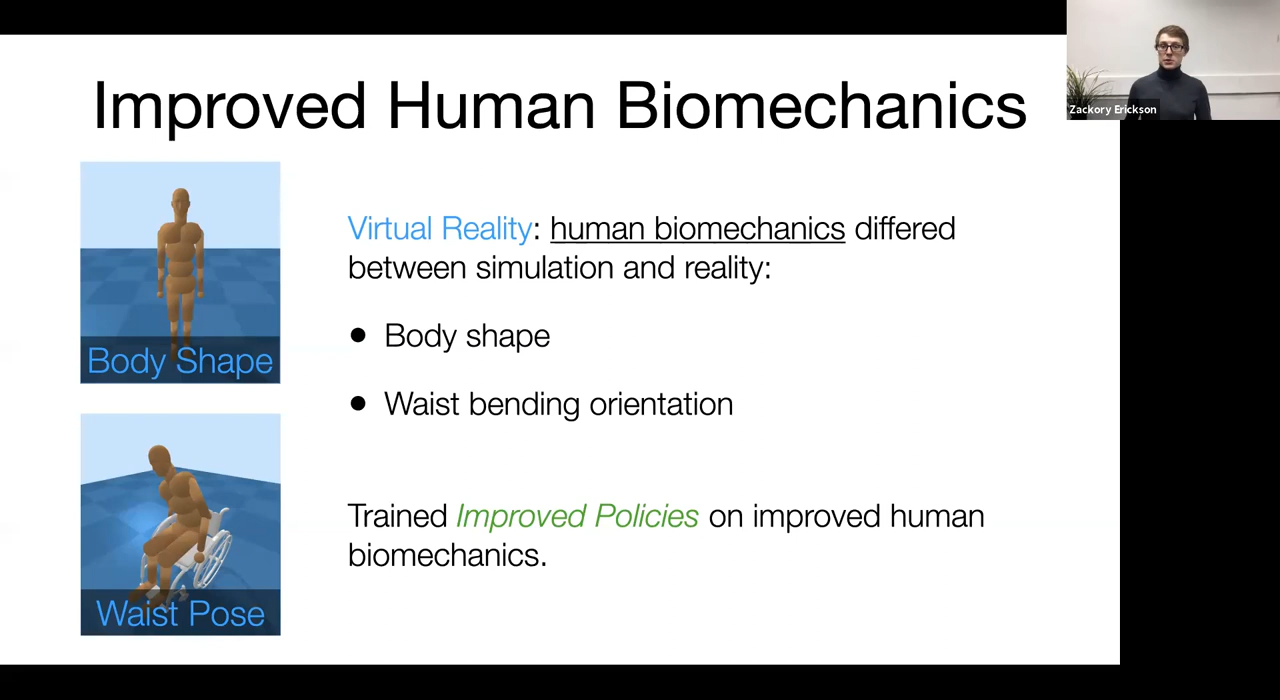 Improved Human Biomechanics
Zackory Erickson
Body Shape
Virtual Reality: human biomechanics differed
between simulation and reality:
• Body shape
• Waist bending orientation
Waist Pose
Trained Improved Policies on improved human
biomechanics.